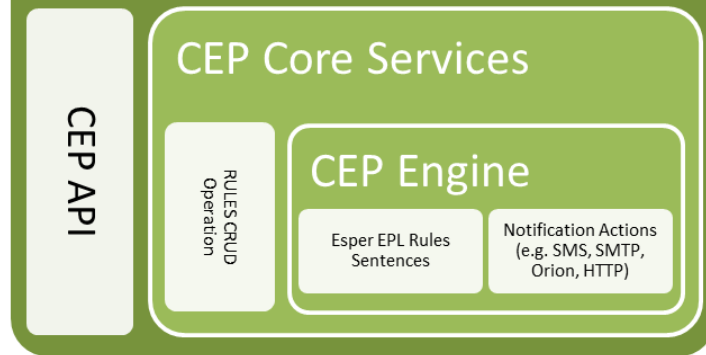 CEP API
CEP Core Services
RULES CRUD
Operation
CEP Engine
Esper EPL Rules
Sentences
Notification Actions
(e.g. SMS, SMTP,
Orion, HTTP)